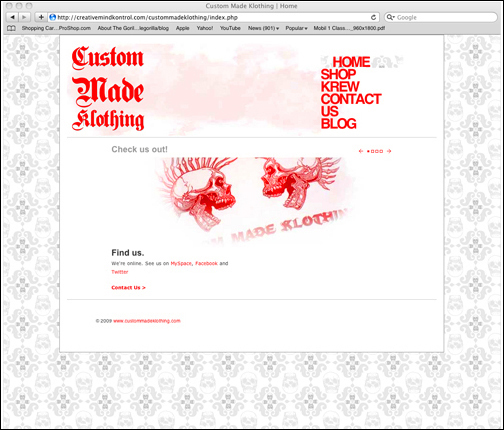 Custom Made Klothing | Home
http://creativemindkontrol.com/custommadeklothing/index.php
Google
Shopping Car…ProShop.com About The Goril…legorilla/blog Apple Yahoo! YouTube News (901) Popular Mobil 1 Class…._960x1800.pdf
Custom
Made
Klothing
HOME
SHOP
KREW
CONTACT
US
BLOG
Check us out!
M MADE KLOTHIN
Find us.
We're online. See us on MySpace, Facebook and
Twitter
Contact Us >
© 2009 www.custommadeklothing.com